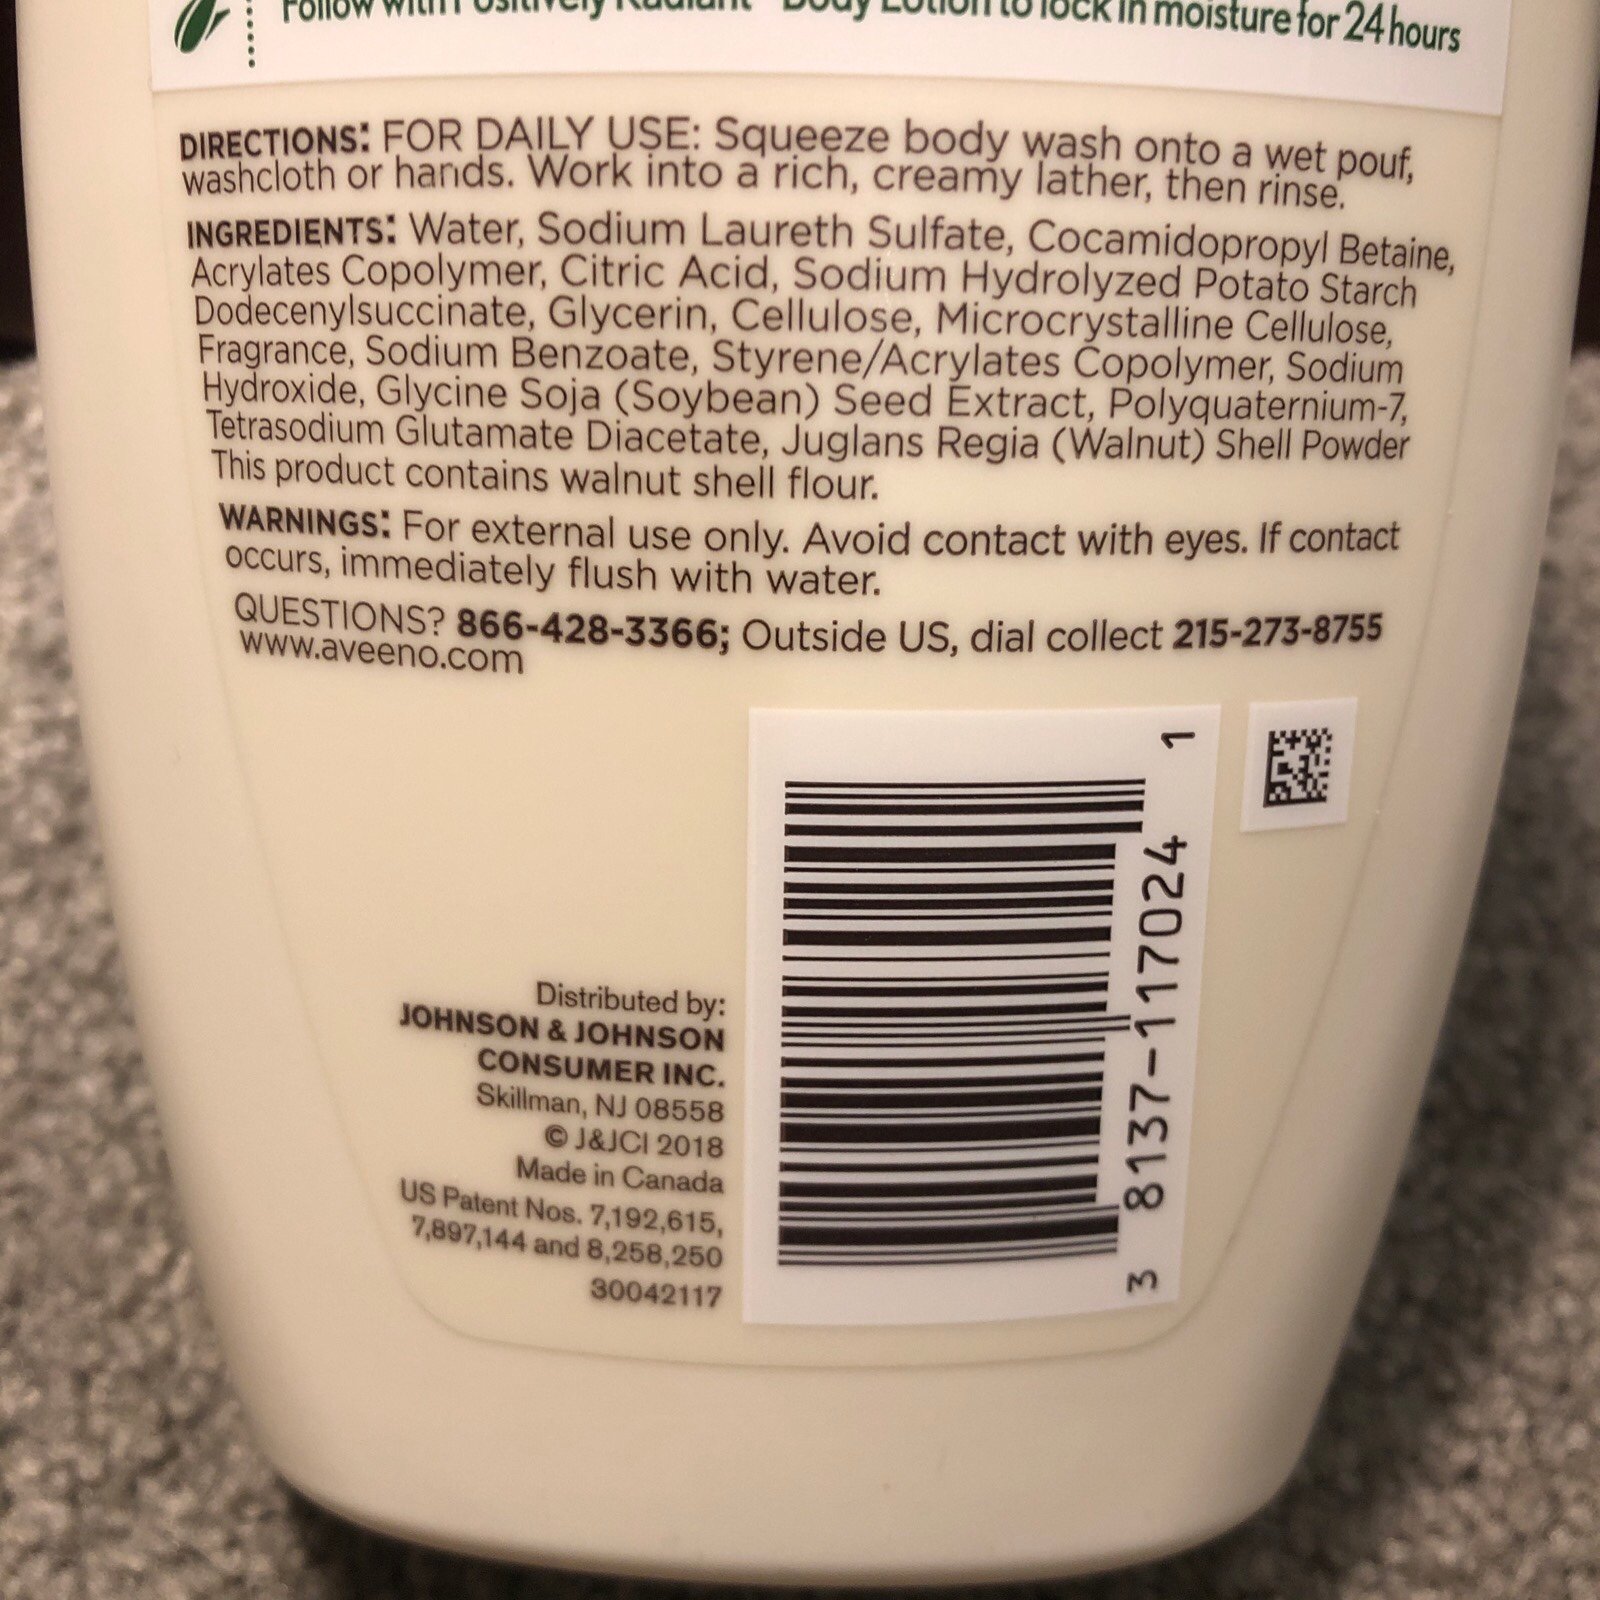 Follow with Positively Radiant® Body Lotion to lock in moisture for 24 hours
DIRECTIONS: FOR DAILY USE: Squeeze body wash onto a wet pouf,
washcloth or hands. Work into a rich, creamy lather, then rinse.
INGREDIENTS: Water, Sodium Laureth Sulfate, Cocamidopropyl Betaine,
Acrylates Copolymer, Citric Acid, Sodium Hydrolyzed Potato Starch
Dodecenylsuccinate, Glycerin, Cellulose, Microcrystalline Cellulose,
Fragrance, Sodium Benzoate, Styrene/Acrylates Copolymer, Sodium
Hydroxide, Glycine Soja (Soybean) Seed Extract, Polyquaternium-7,
Tetrasodium Glutamate Diacetate, Juglans Regia (Walnut) Shell Powder
This product contains walnut shell flour.
WARNINGS: For external use only. Avoid contact with eyes. If contact
occurs, immediately flush with water.
QUESTIONS? 866-428-3366; Outside US, dial collect 215-273-8755
www.aveeno.com
Distributed by:
JOHNSON & JOHNSON
CONSUMER INC.
Skillman, NJ 08558
© J&JCI 2018
Made in Canada
US Patent Nos. 7,192,615,
7,897,144 and 8,258,250
30042117
3 8137-117024 1